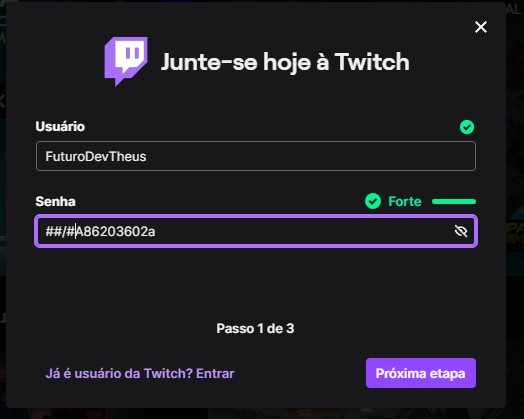 Junte-se hoje à Twitch
Usuário
FuturoDevTheus
Senha
Forte
##/#A86203602a
Passo 1 de 3
Já é usuário da Twitch? Entrar
Próxima etapa